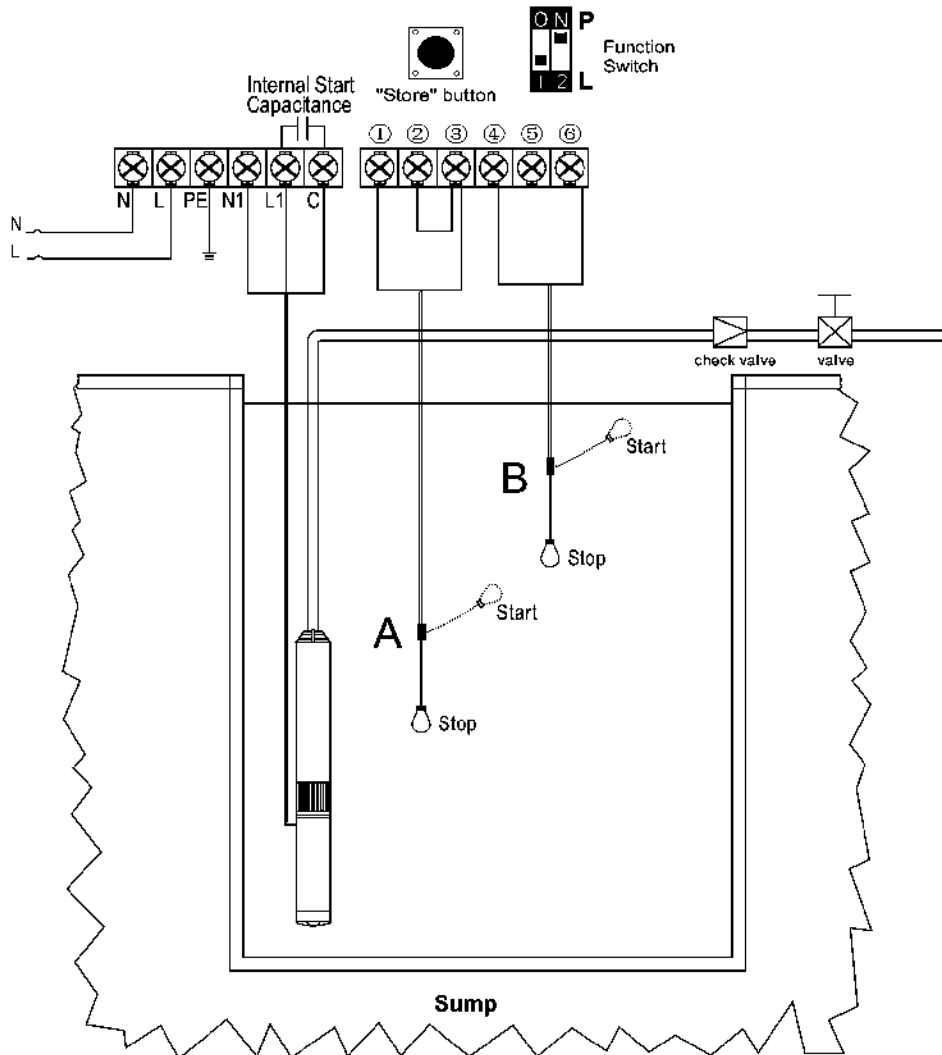 ON P
Function
Switch
1 2 L
"Store" button
Internal Start
Capacitance
① ② ③ ④ ⑤ ⑥
N L PE N1 L1 C
N
L
check valve
valve
Start
B
Stop
Start
A
Stop
Sump